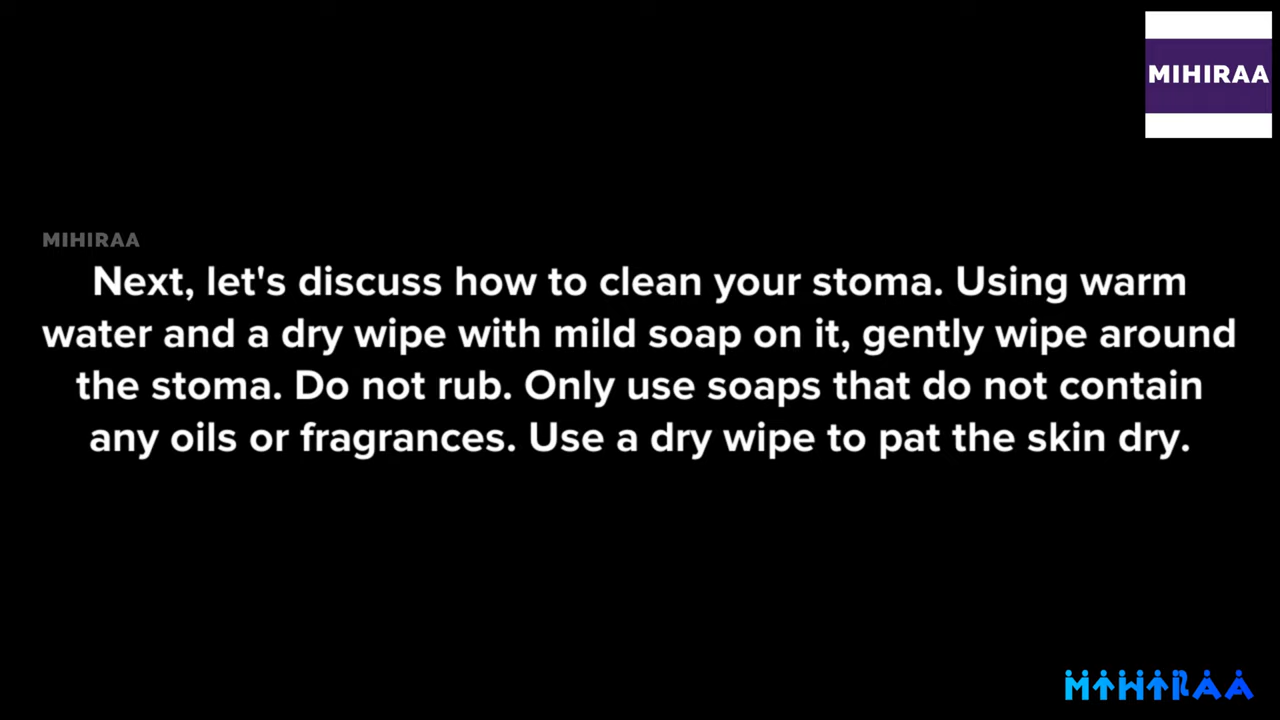 MIHIRAA
MIHIRAA
Next, let's discuss how to clean your stoma. Using warm
water and a dry wipe with mild soap on it, gently wipe around
the stoma. Do not rub. Only use soaps that do not contain
any oils or fragrances. Use a dry wipe to pat the skin dry.
MIHIRAA